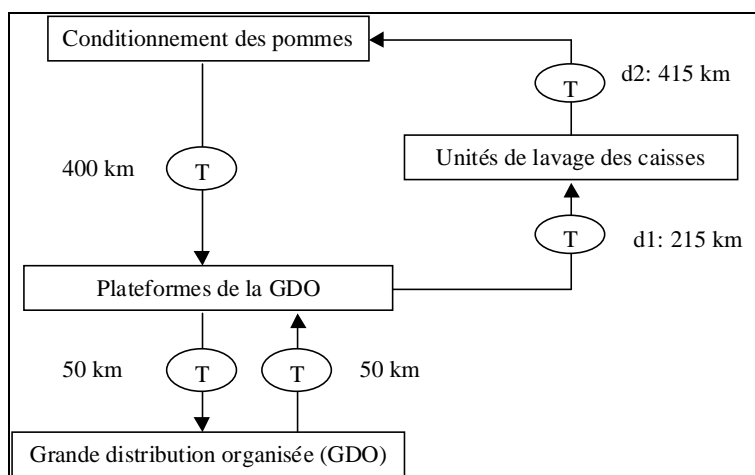 Conditionnement des pommes
T
d2: 415 km
400 km
T
Unités de lavage des caisses
T
d1: 215 km
Plateformes de la GDO
50 km
T
T
50 km
Grande distribution organisée (GDO)